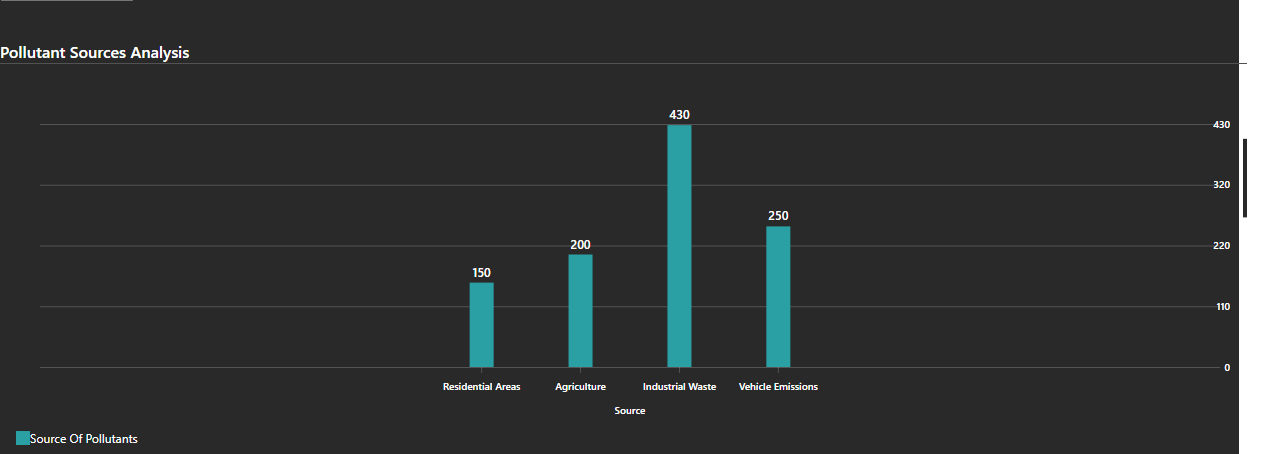 Pollutant Sources Analysis
430
430
320
250
220
200
150
110
0
Residential Areas Agriculture Industrial Waste Vehicle Emissions
Source
Source Of Pollutants